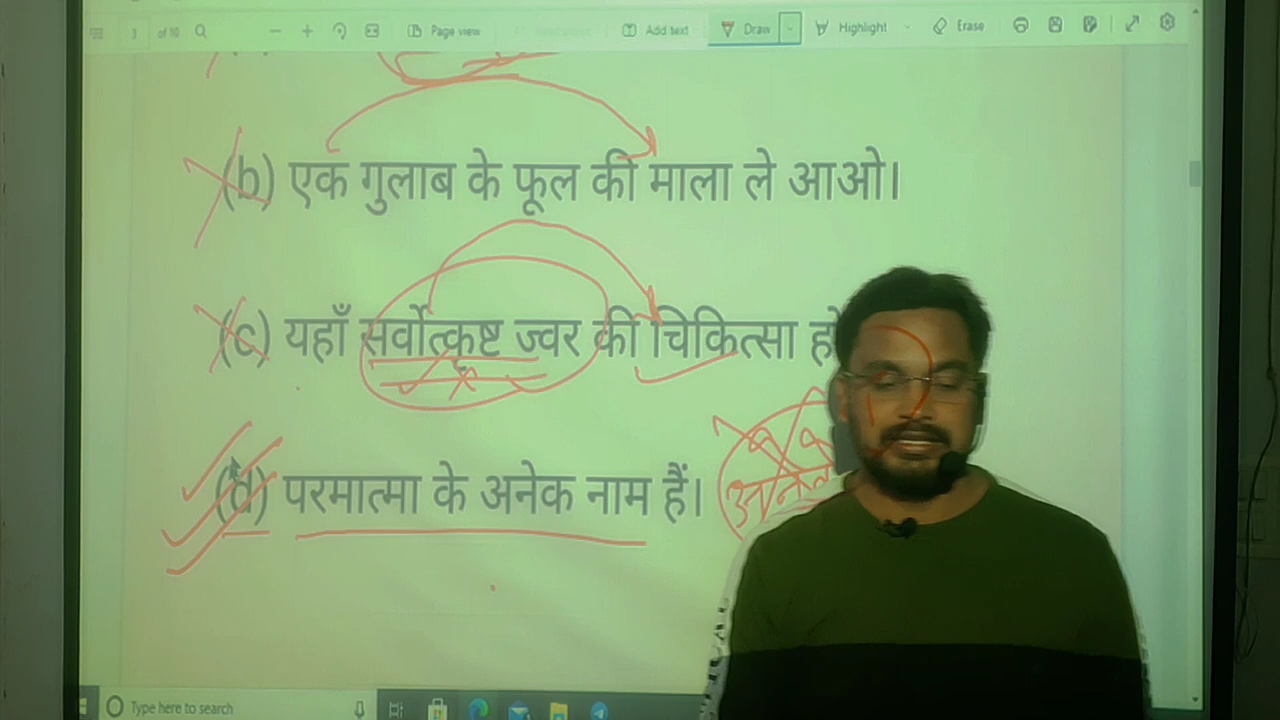 1 of 10 Page view Add text Draw Highlight Erase
(b) एक गुलाब के फूल की माला ले आओ।
(c) यहाँ सर्वोत्कृष्ट ज्वर की चिकित्सा
(d) परमात्मा के अनेक नाम हैं।
Type here to search